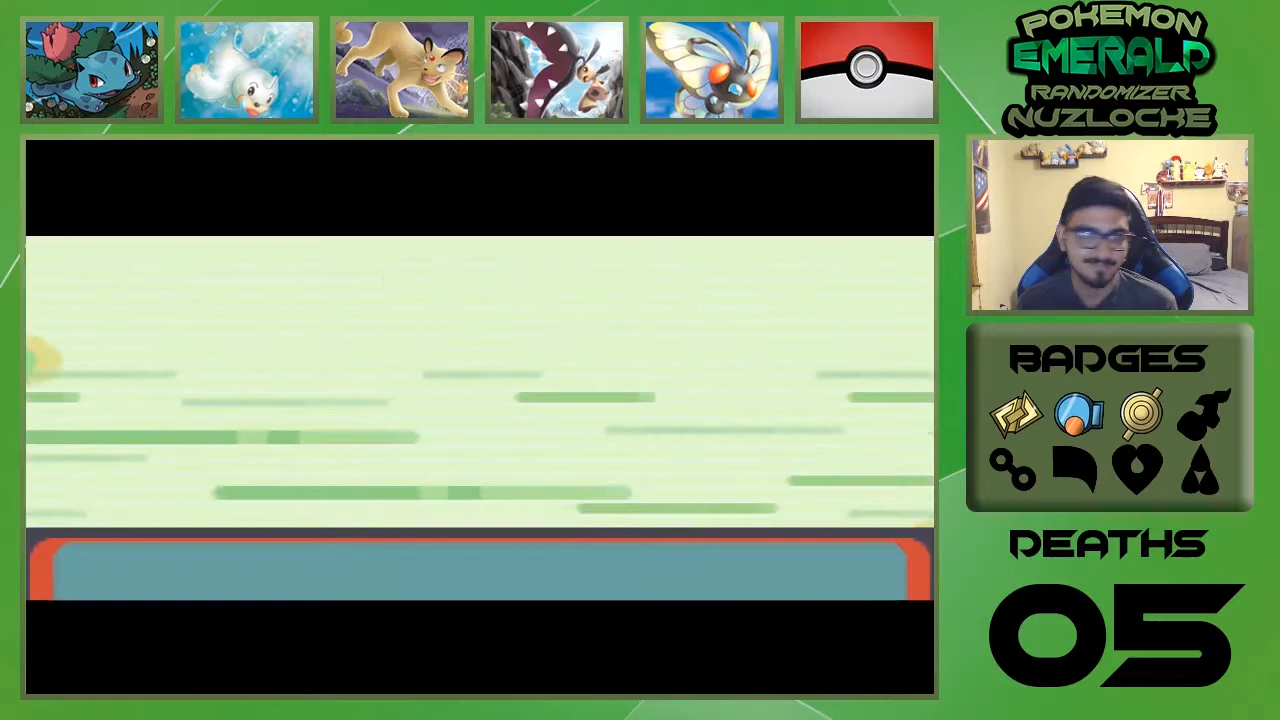 POKEMON
EMERALD
RANDOMIZER
NUZLOCKE
BADGES
DEATHS
05